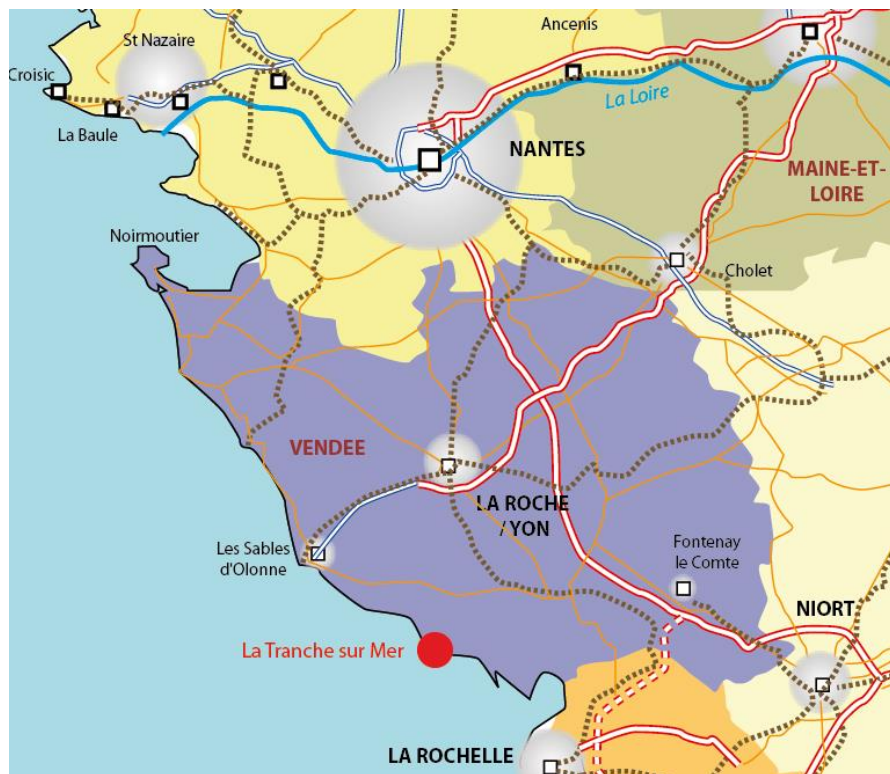 St Nazaire
Ancenis
Croisic
La Loire
La Baule
NANTES
MAINE-ET-
LOIRE
Noirmoutier
Cholet
VENDEE
LA ROCHE
/YON
Les Sables
d'Olonne
Fontenay
le Comte
NIORT
La Tranche sur Mer
LA ROCHELLE